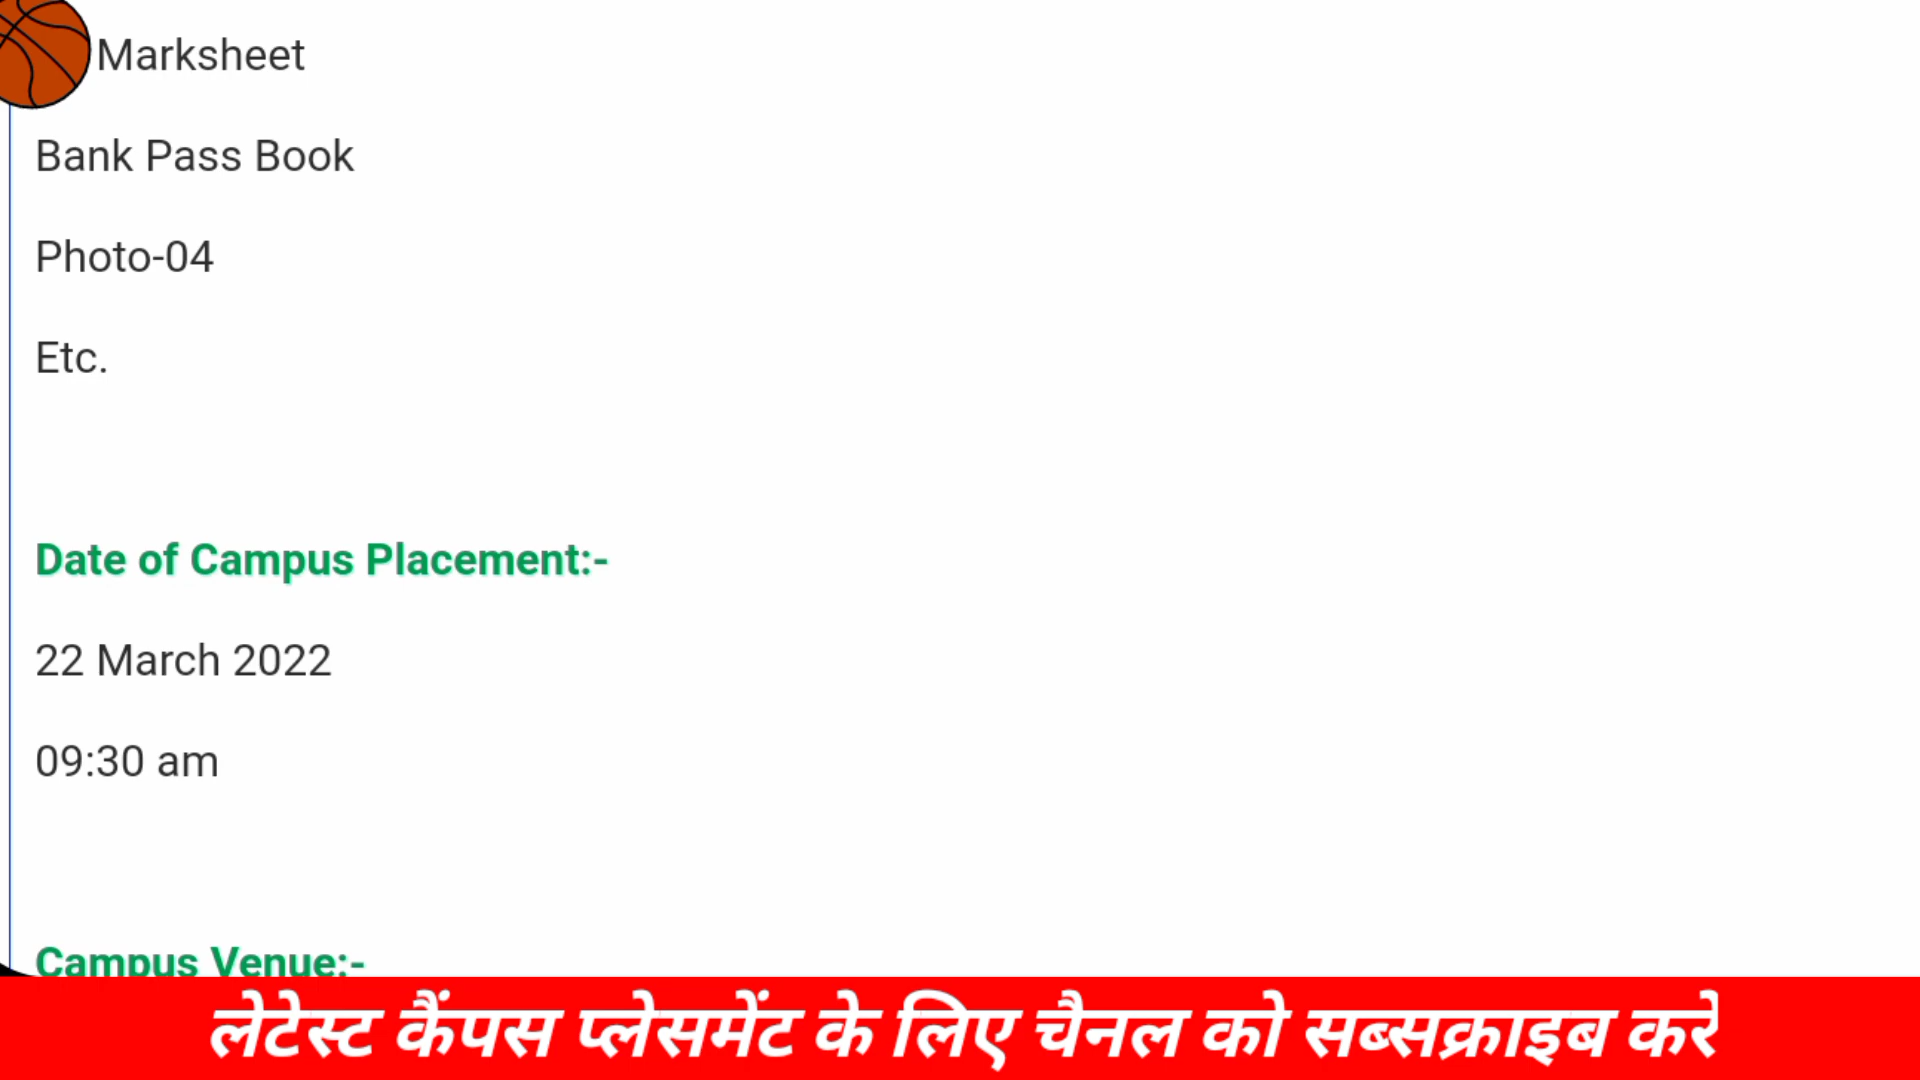 Marksheet
Bank Pass Book
Photo-04
Etc.
Date of Campus Placement:-
22 March 2022
09:30 am
Campus Venue:-
लेटेस्ट कैंपस प्लेसमेंट के लिए चैनल को सब्सक्राइब करे